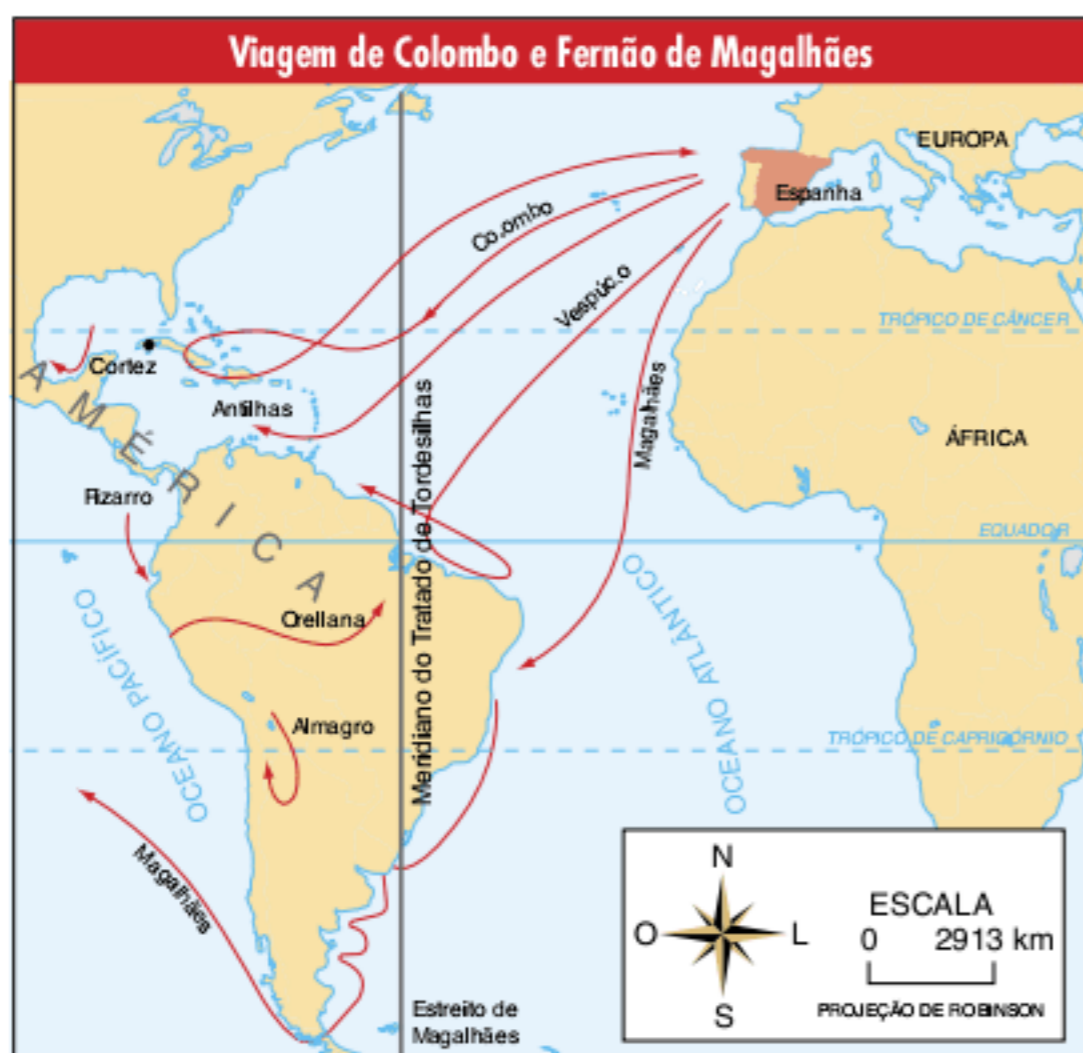 Viagem de Colombo e Fernão de Magalhães
EUROPA
Espanha
Colombo
Vespúcio
TRÓPICO DE CÂNCER
Cortez
Antilhas
Magalhães
ÁFRICA
AMÉRICA
Pizarro
Meridiano do Tratado de Tordesilhas
EQUADOR
Orellana
OCEANO PACÍFICO
OCEANO ATLÂNTICO
Almagro
TRÓPICO DE CAPRICÓRNIO
Magalhães
Estreito de
Magalhães
N
O
L
S
ESCALA
0 2913 km
PROJEÇÃO DE ROBINSON